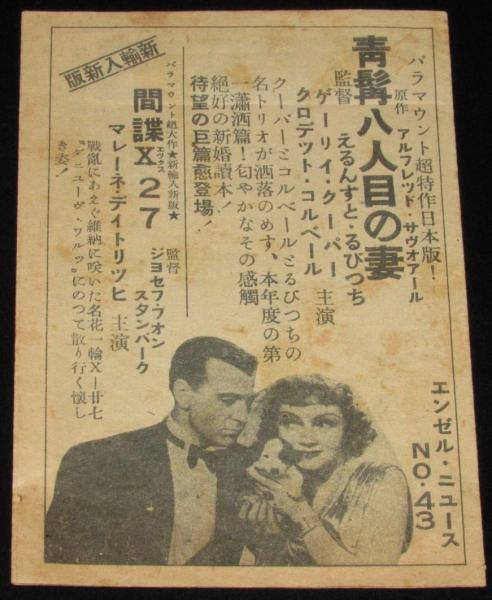 パラマウント超特作日本版！
原作 アルフレッド・サヴォアール
青髯八人目の妻
監督 えるんすと・るびつち
ゲーリイ・クーパー
クロデット・コルベール
主演
クーパーとコルベールとるびつちの
名トリオが洒落のめす、本年度の第
一瀟洒篇！匂やかなその感觸
絶好の新婚讀本！
待望の巨篇愈登場！
新輸入新版
パラマウント超大作★新輸入新版★
間諜X27
エックス
監督 ジョセフ・フォン
スタンバーク
マレーネ・デイトリッヒ 主演
戰亂にあえぐ維納に咲いた名花一輪X―廿七
〝ダニューヴ・ワルツ〟にのつて散り行く懐し
き姿！
エンゼル・ニュース
NO.43